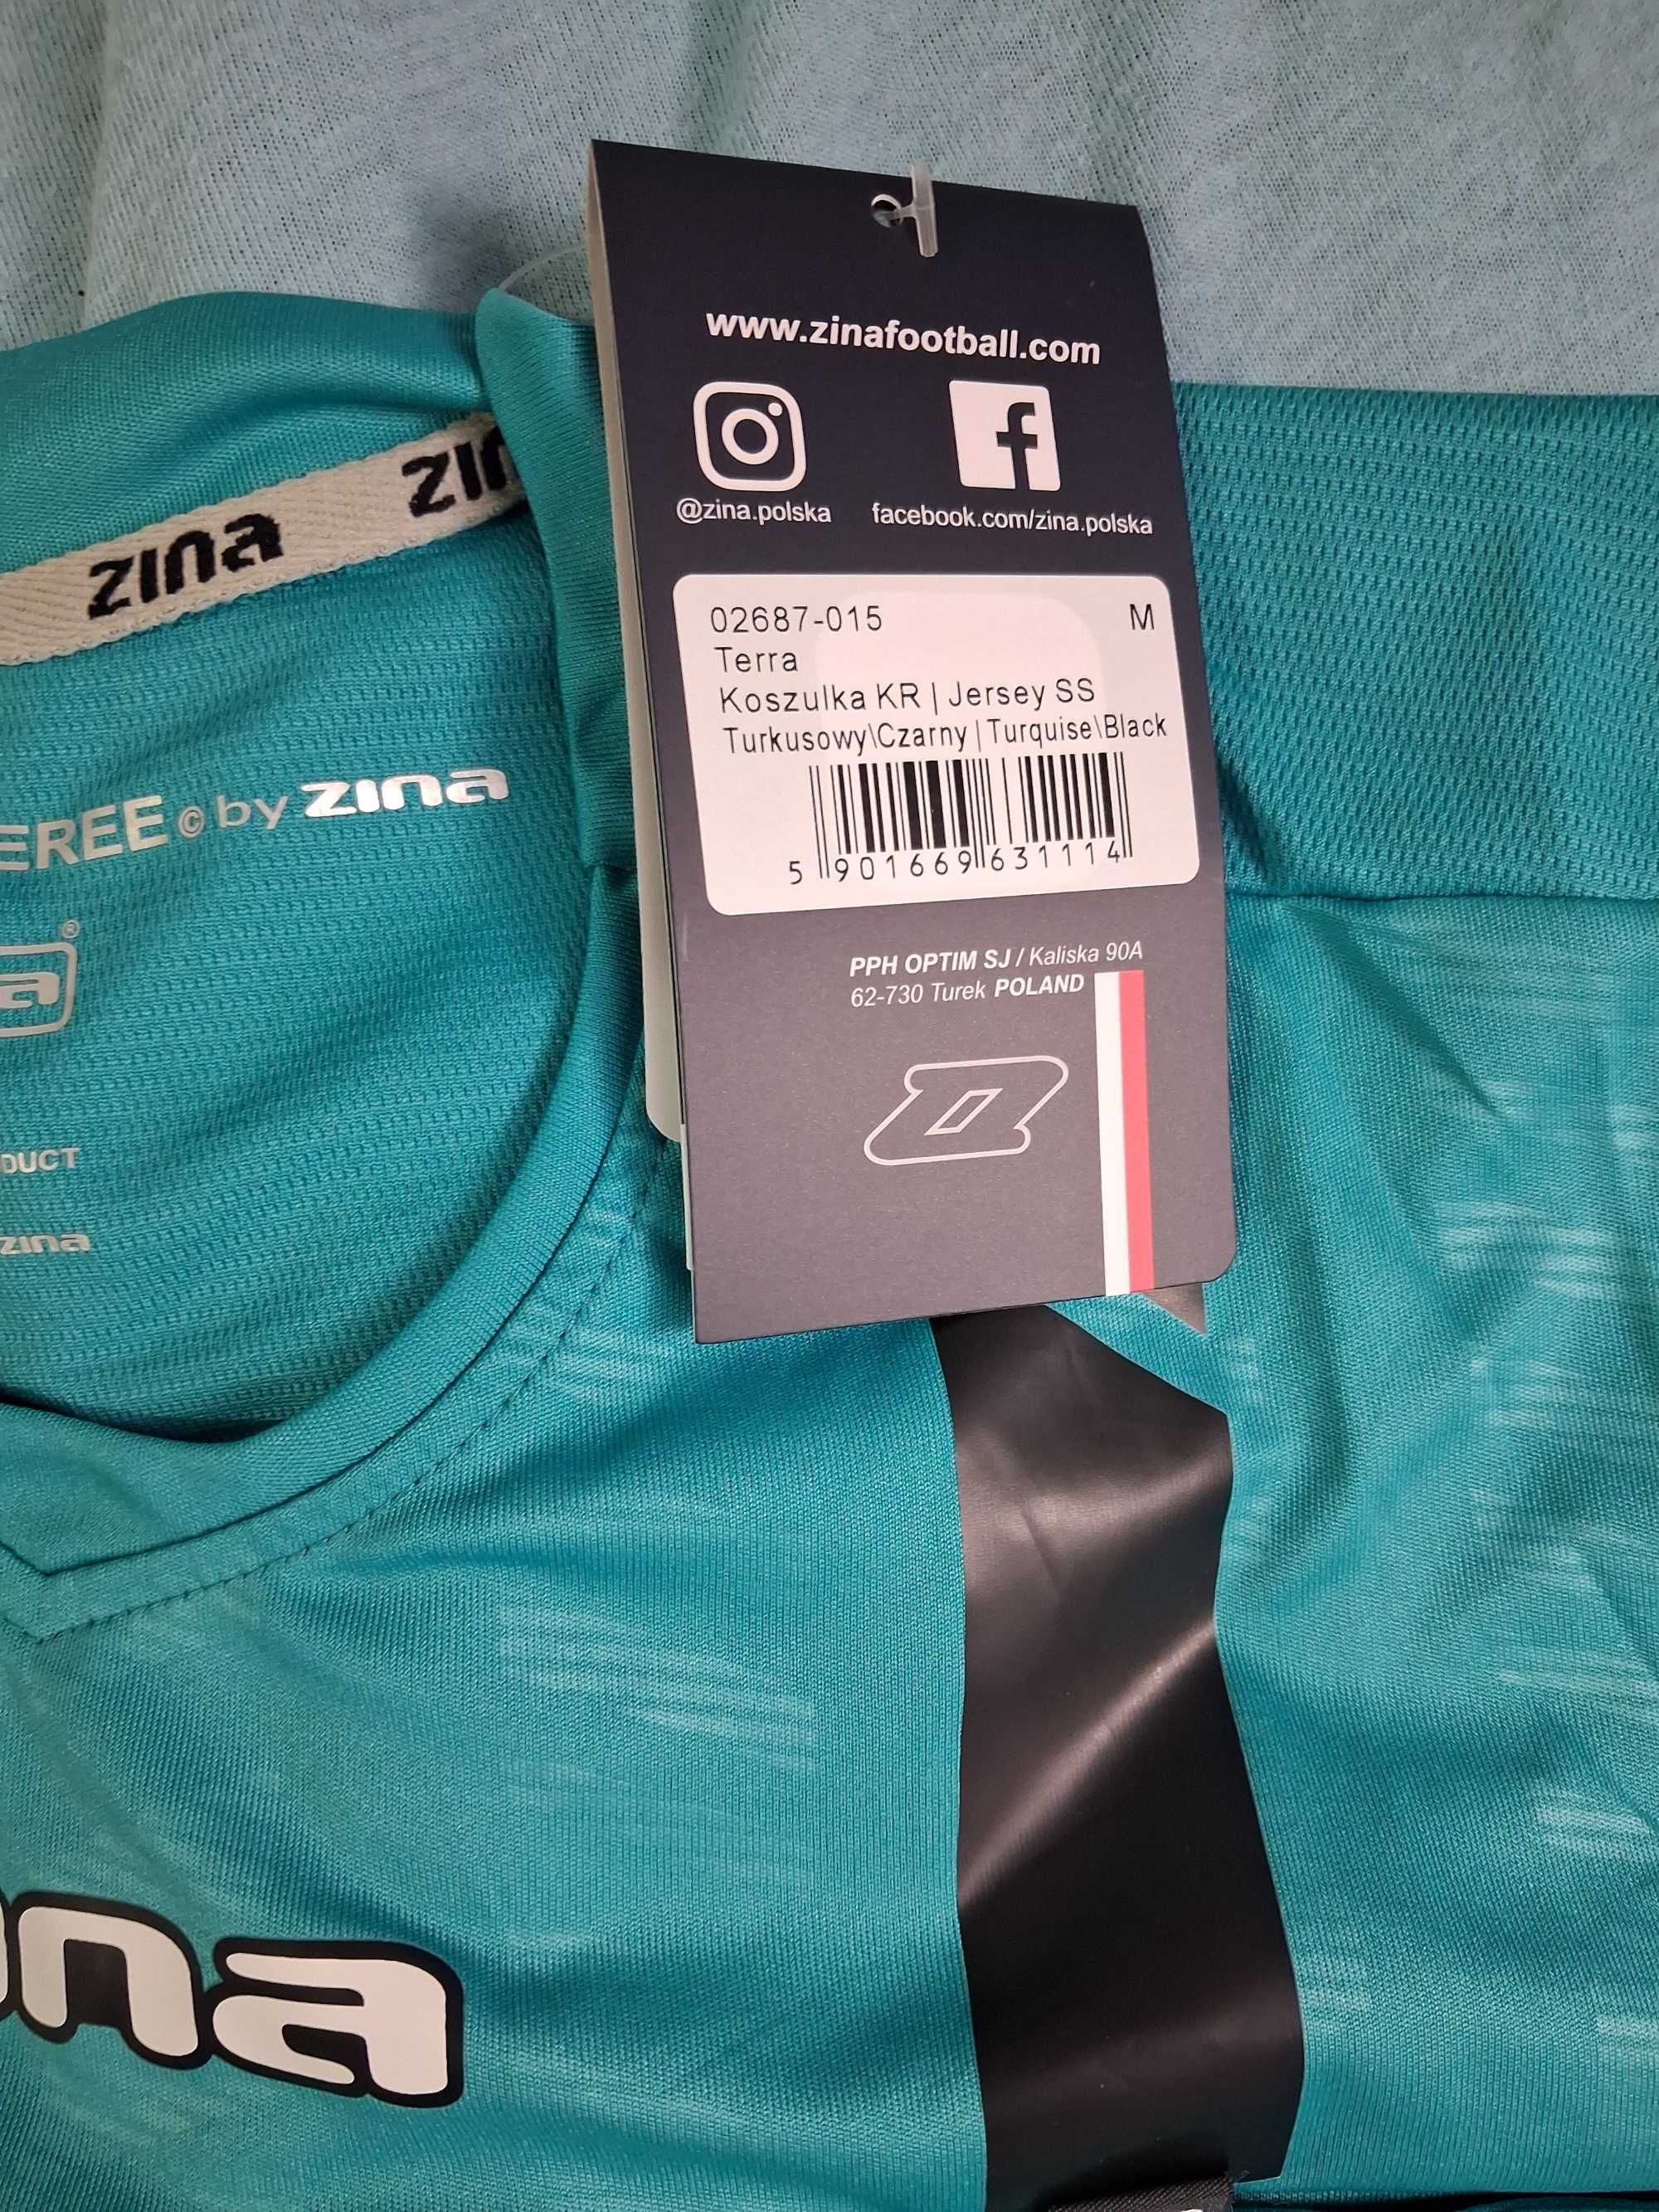 www.zinafootball.com
@zina.polska
facebook.com/zina.polska
zina
02687-015 M
Terra
Koszulka KR | Jersey SS
Turkusowy\Czarny | Turquise\Black
5 901669 631114
EREE © by zina
®
PPH OPTIM SJ / Kaliska 90A
62-730 Turek POLAND
DUCT
zina